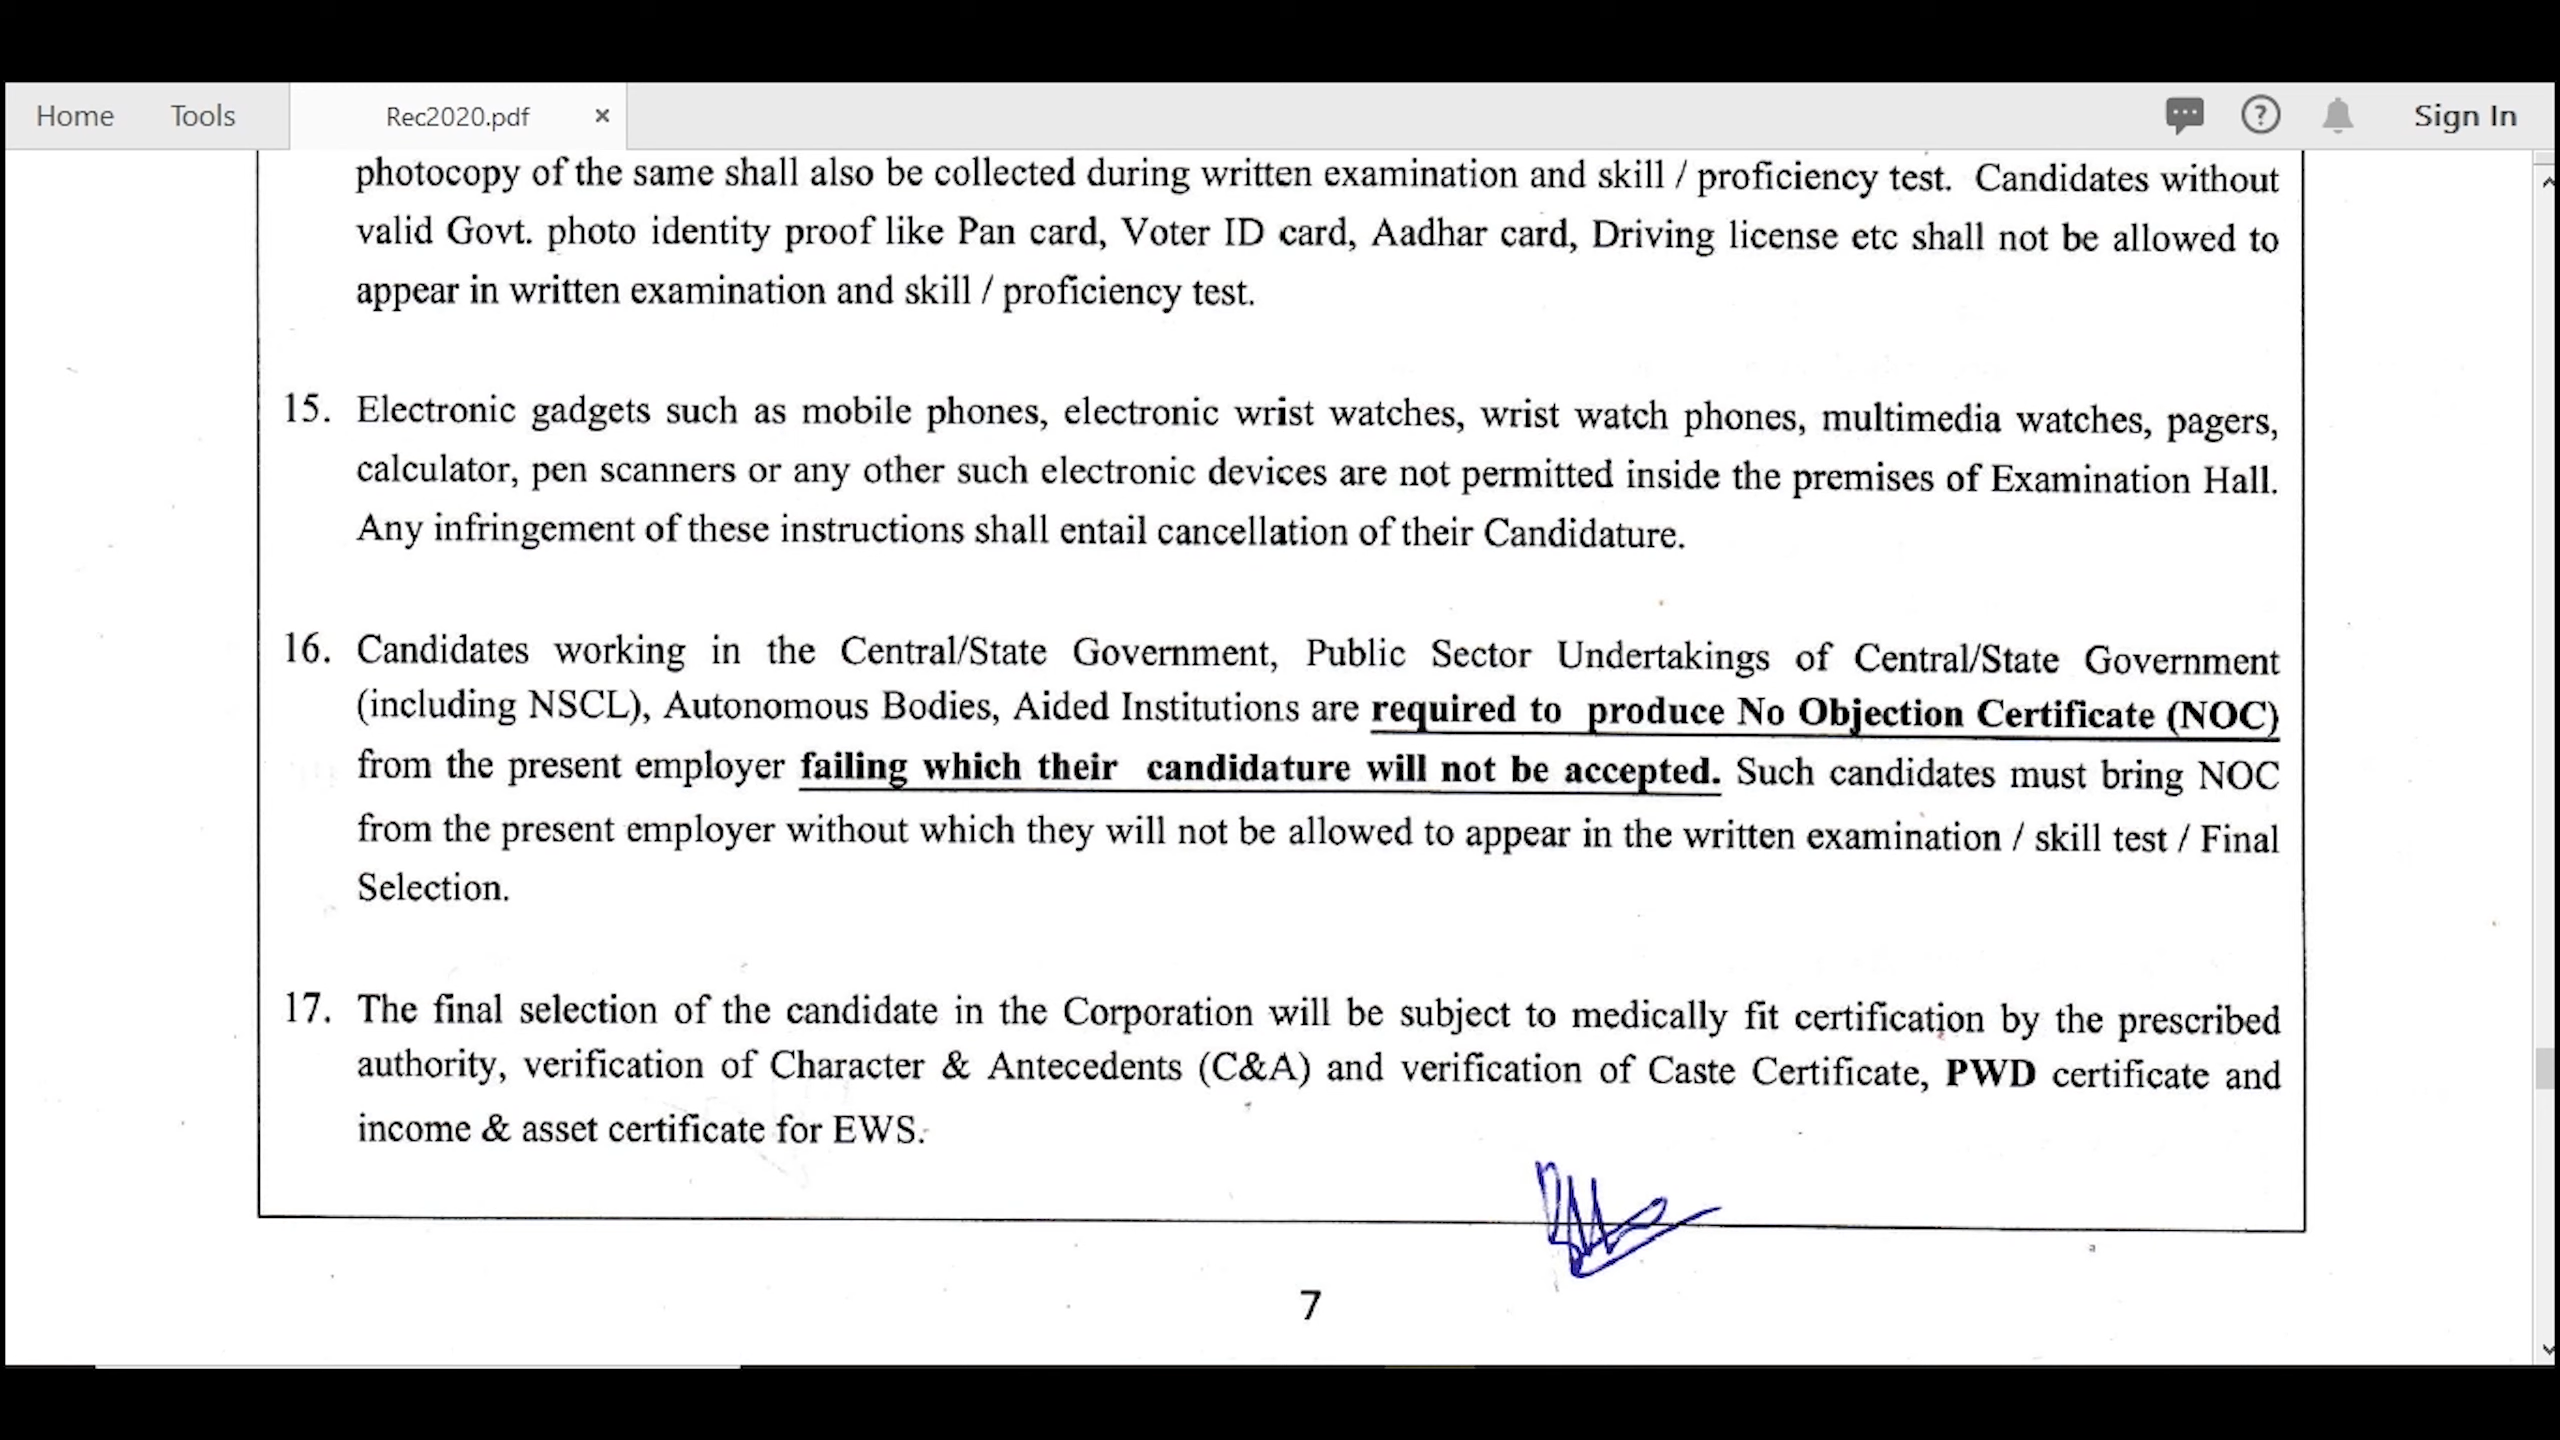 Home Tools Rec2020.pdf × Sign In
photocopy of the same shall also be collected during written examination and skill / proficiency test. Candidates without
valid Govt. photo identity proof like Pan card, Voter ID card, Aadhar card, Driving license etc shall not be allowed to
appear in written examination and skill / proficiency test.
15. Electronic gadgets such as mobile phones, electronic wrist watches, wrist watch phones, multimedia watches, pagers,
calculator, pen scanners or any other such electronic devices are not permitted inside the premises of Examination Hall.
Any infringement of these instructions shall entail cancellation of their Candidature.
16. Candidates working in the Central/State Government, Public Sector Undertakings of Central/State Government
(including NSCL), Autonomous Bodies, Aided Institutions are required to produce No Objection Certificate (NOC)
from the present employer failing which their candidature will not be accepted. Such candidates must bring NOC
from the present employer without which they will not be allowed to appear in the written examination / skill test / Final
Selection.
17. The final selection of the candidate in the Corporation will be subject to medically fit certification by the prescribed
authority, verification of Character & Antecedents (C&A) and verification of Caste Certificate, PWD certificate and
income & asset certificate for EWS.
7